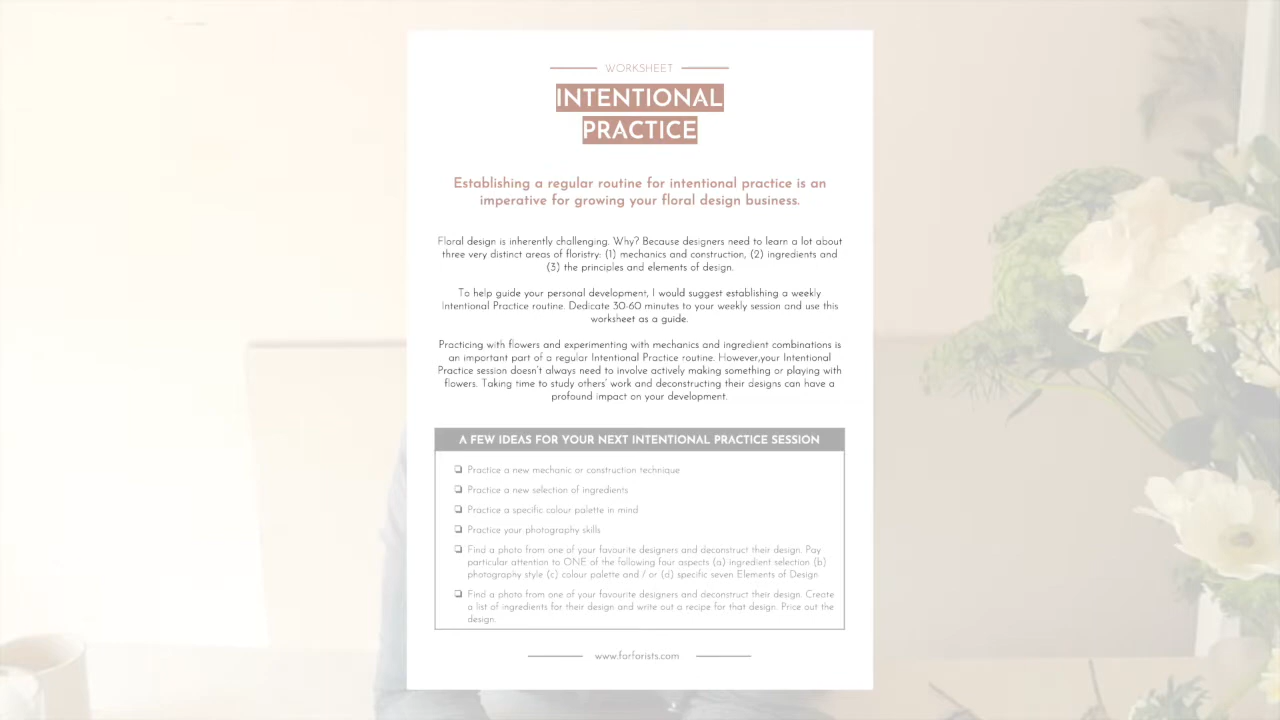 WORKSHEET
INTENTIONAL
PRACTICE
Establishing a regular routine for intentional practice is an
imperative for growing your floral design business.
Floral design is inherently challenging. Why? Because designers need to learn a lot about
three very distinct areas of floristry: (1) mechanics and construction, (2) ingredients and
(3) the principles and elements of design.
To help guide your personal development, I would suggest establishing a weekly
Intentional Practice routine. Dedicate 30-60 minutes to your weekly session and use this
worksheet as a guide.
Practicing with flowers and experimenting with mechanics and ingredient combinations is
an important part of a regular Intentional Practice routine. However,your Intentional
Practice session doesn't always need to involve actively making something or playing with
flowers. Taking time to study others' work and deconstructing their designs can have a
profound impact on your development.
A FEW IDEAS FOR YOUR NEXT INTENTIONAL PRACTICE SESSION
❏ Practice a new mechanic or construction technique
❏ Practice a new selection of ingredients
❏ Practice a specific colour palette in mind
❏ Practice your photography skills
❏ Find a photo from one of your favourite designers and deconstruct their design. Pay
particular attention to ONE of the following four aspects (a) ingredient selection (b)
photography style (c) colour palette and / or (d) specific seven Elements of Design
❏ Find a photo from one of your favourite designers and deconstruct their design. Create
a list of ingredients for their design and write out a recipe for that design. Price out the
design.
www.forforists.com